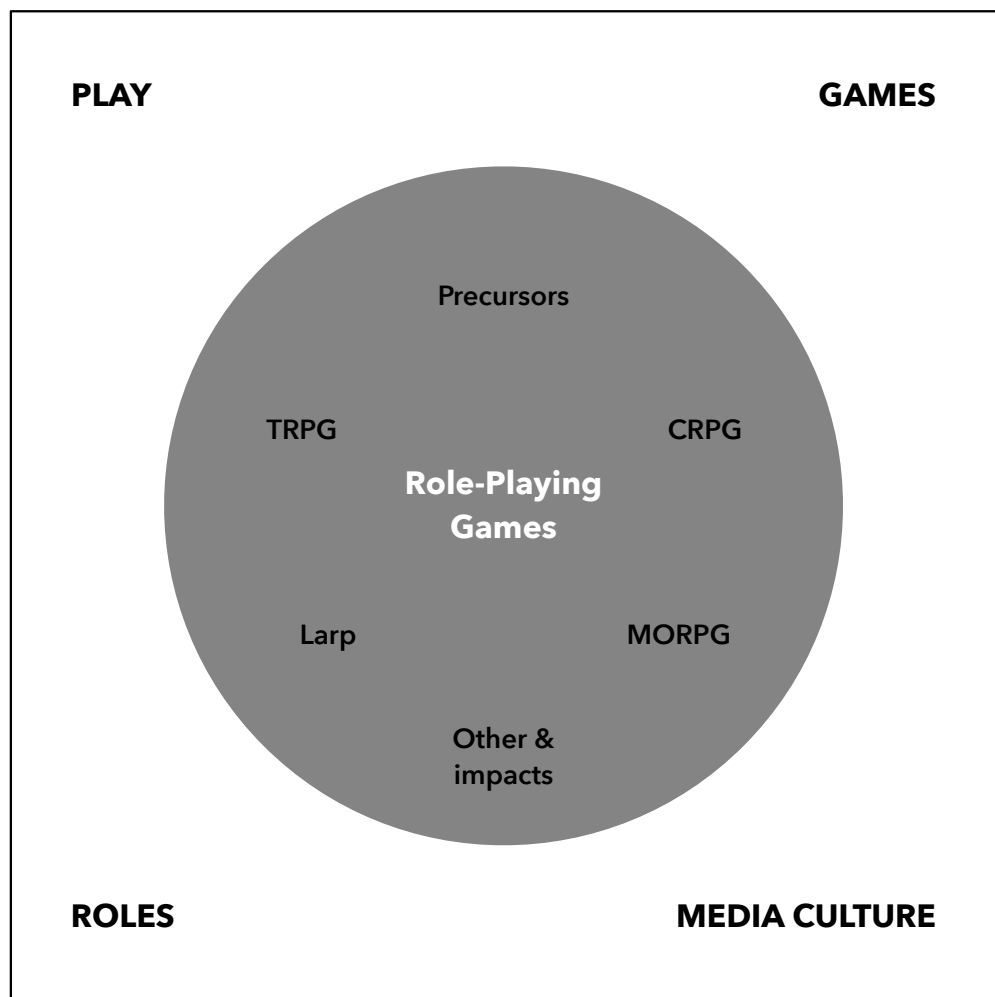 PLAY
GAMES
Precursors
TRPG
CRPG
Role-Playing
Games
Larp
MORPG
Other &
impacts
ROLES
MEDIA CULTURE